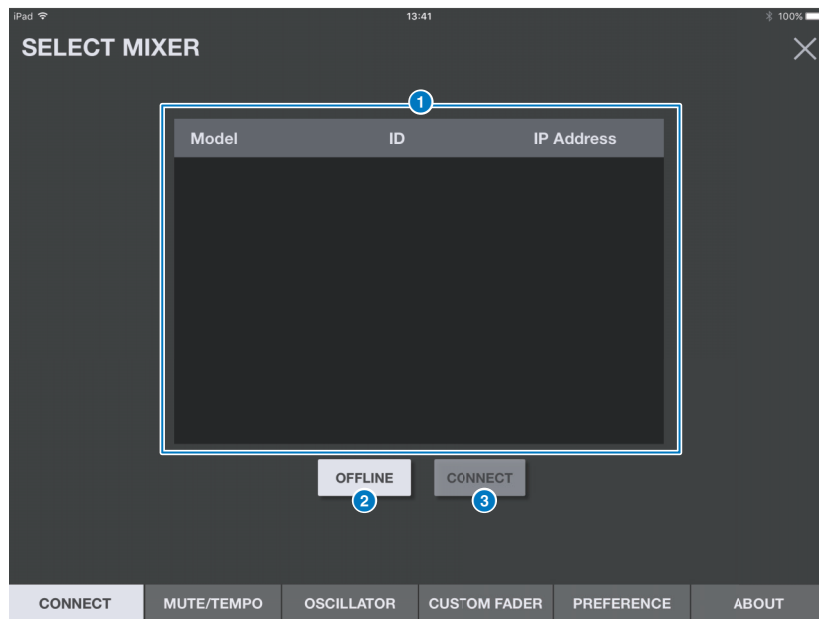 iPad 13:41 100%
SELECT MIXER
1
Model ID IP Address
OFFLINE CONNECT
2 3
CONNECT MUTE/TEMPO OSCILLATOR CUSTOM FADER PREFERENCE ABOUT